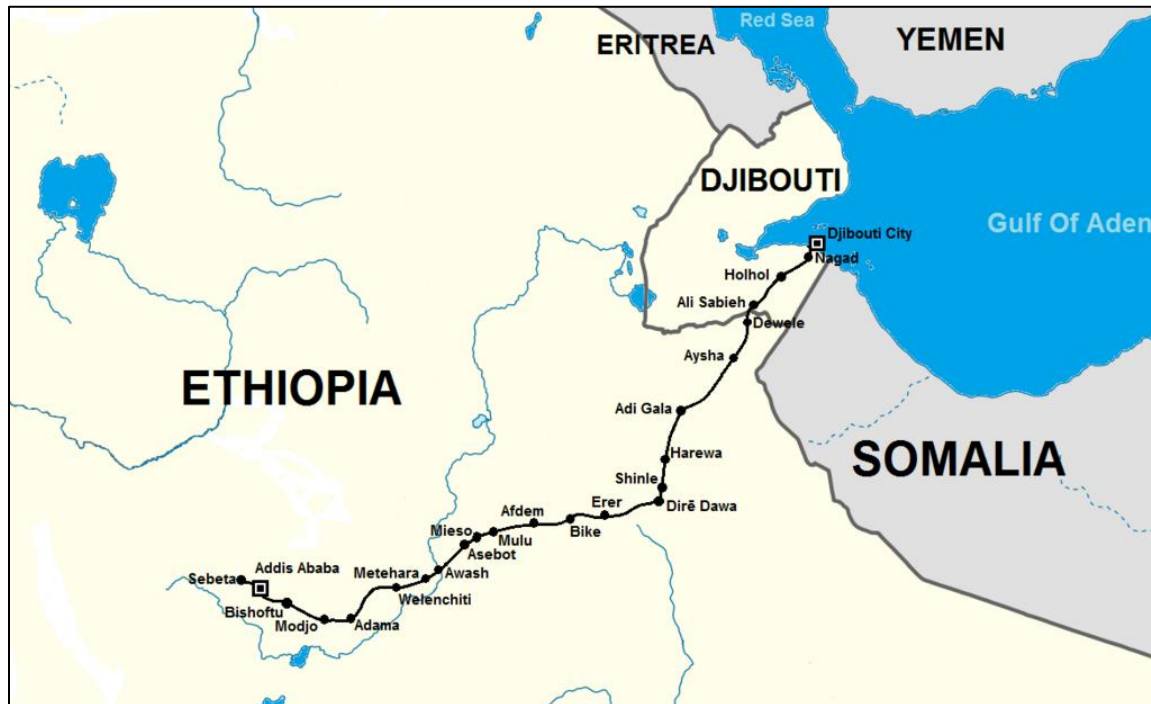 Red Sea
ERITREA
YEMEN
DJIBOUTI
Djibouti City
Gulf Of Aden
Nagad
Holhol
Ali Sabieh
Dewele
Aysha
ETHIOPIA
Adi Gala
SOMALIA
Harewa
Shinle
Dirē Dawa
Erer
Afdem
Bike
Mieso
Mulu
Asebot
Addis Ababa
Metehara
Awash
Sebeta
Welenchiti
Bishoftu
Modjo
Adama